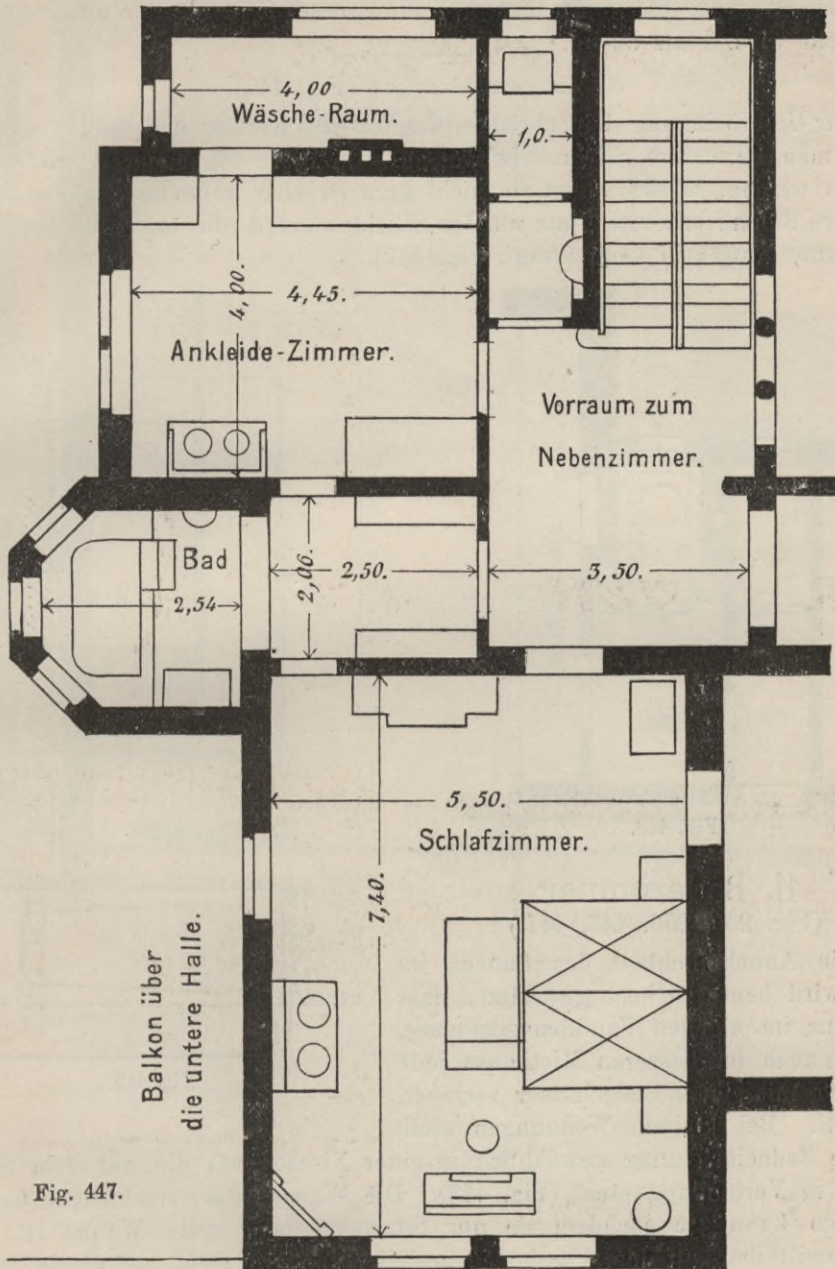 4,00
Wäsche-Raum.
1,0.
4,00.
4,45.
Ankleide-Zimmer.
Vorraum zum
Nebenzimmer.
Bad
2,54
2,06.
2,50.
3,50.
5,50.
Schlafzimmer.
7,40.
Balkon über
die untere Halle.
Fig. 447.